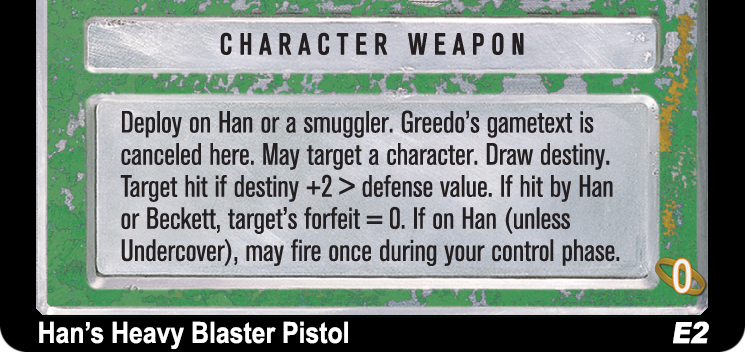 CHARACTER WEAPON
Deploy on Han or a smuggler. Greedo's gametext is
canceled here. May target a character. Draw destiny.
Target hit if destiny +2 > defense value. If hit by Han
or Beckett, target's forfeit = 0. If on Han (unless
Undercover), may fire once during your control phase.
0
Han's Heavy Blaster Pistol
E2